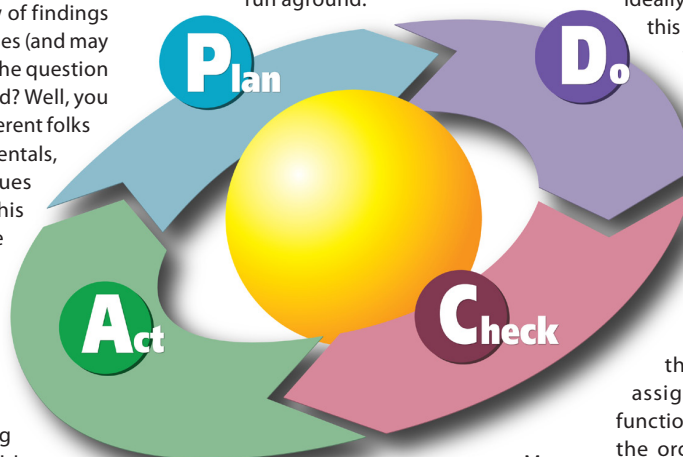 y of findings
es (and may
he question
d? Well, you
erent folks
entals,
ues
his
e
g
run aground.
ideally
this
Plan
Do
Check
Act
th
assig
functio
the orc